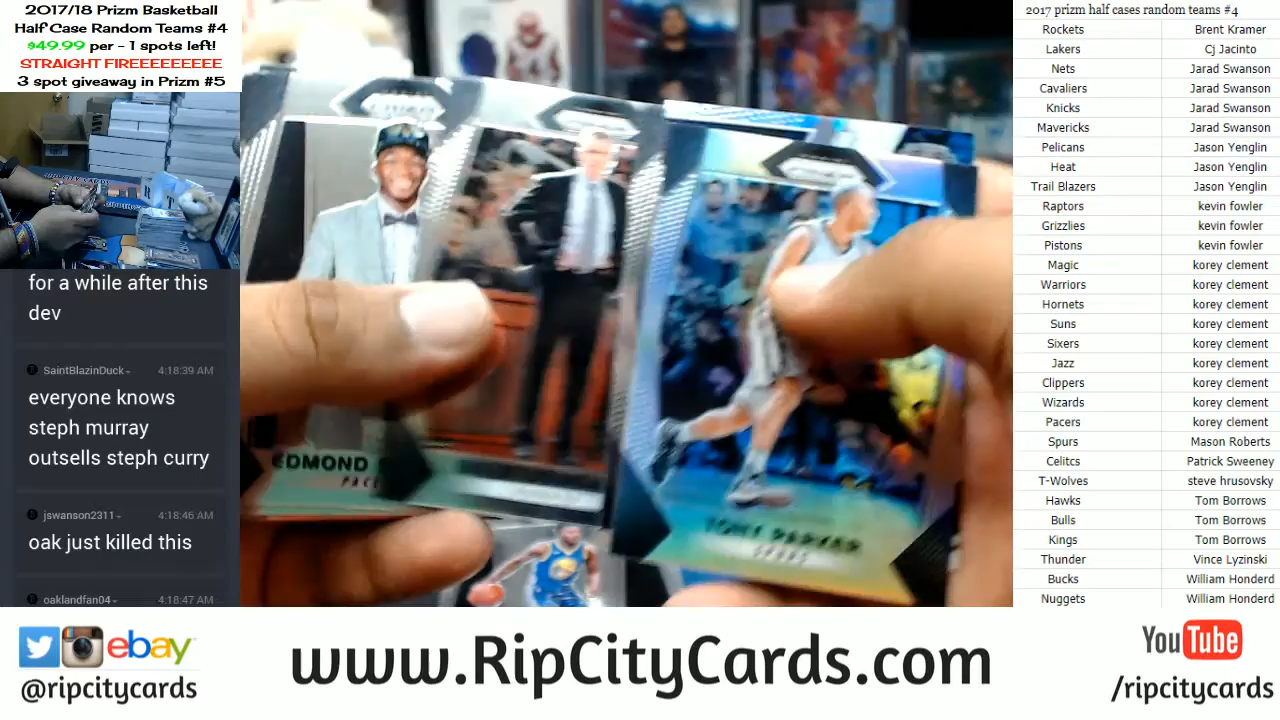 2017/18 Prizm Basketball
Half Case Random Teams #4
$49.99 per - 1 spots left!
STRAIGHT FIREEEEEEEEE
3 spot giveaway in Prizm #5
for a while after this
dev
SaintBlazinDuck 4:18:39 AM
everyone knows
steph murray
outsells steph curry
jswanson2311 4:18:46 AM
oak just killed this
oaklandfan04 4:18:47 AM
EDMOND
TONY PARKER
SPURS
2017 prizm half cases random teams #4
Rockets Brent Kramer
Lakers Cj Jacinto
Nets Jarad Swanson
Cavaliers Jarad Swanson
Knicks Jarad Swanson
Mavericks Jarad Swanson
Pelicans Jason Yenglin
Heat Jason Yenglin
Trail Blazers Jason Yenglin
Raptors kevin fowler
Grizzlies kevin fowler
Pistons kevin fowler
Magic korey clement
Warriors korey clement
Hornets korey clement
Suns korey clement
Sixers korey clement
Jazz korey clement
Clippers korey clement
Wizards korey clement
Pacers korey clement
Spurs Mason Roberts
Celitcs Patrick Sweeney
T-Wolves steve hrusovsky
Hawks Tom Borrows
Bulls Tom Borrows
Kings Tom Borrows
Thunder Vince Lyzinski
Bucks William Honderd
Nuggets William Honderd
ebay
@ripcitycards
www.RipCityCards.com
YouTube
/ripcitycards